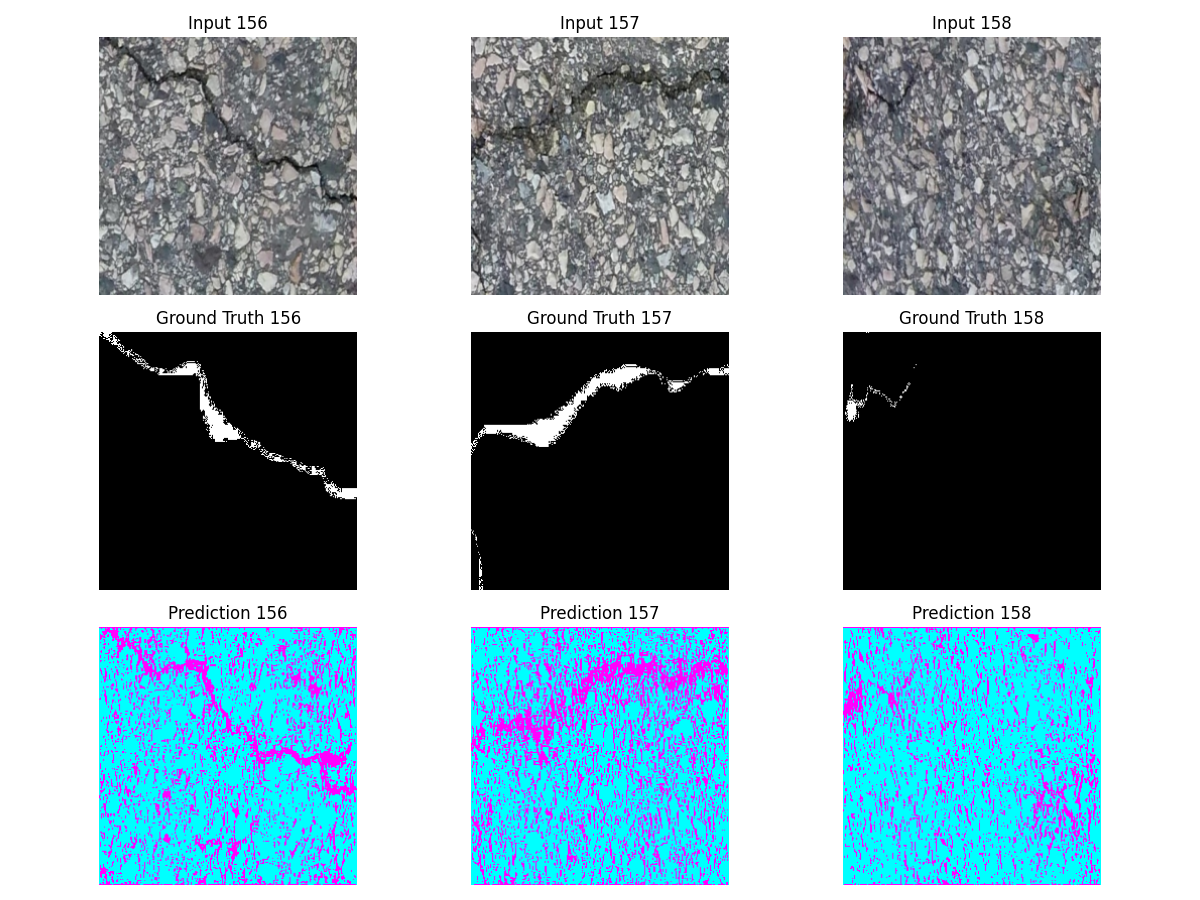 Input 156
Input 157
Input 158
Ground Truth 156
Ground Truth 157
Ground Truth 158
Prediction 156
Prediction 157
Prediction 158